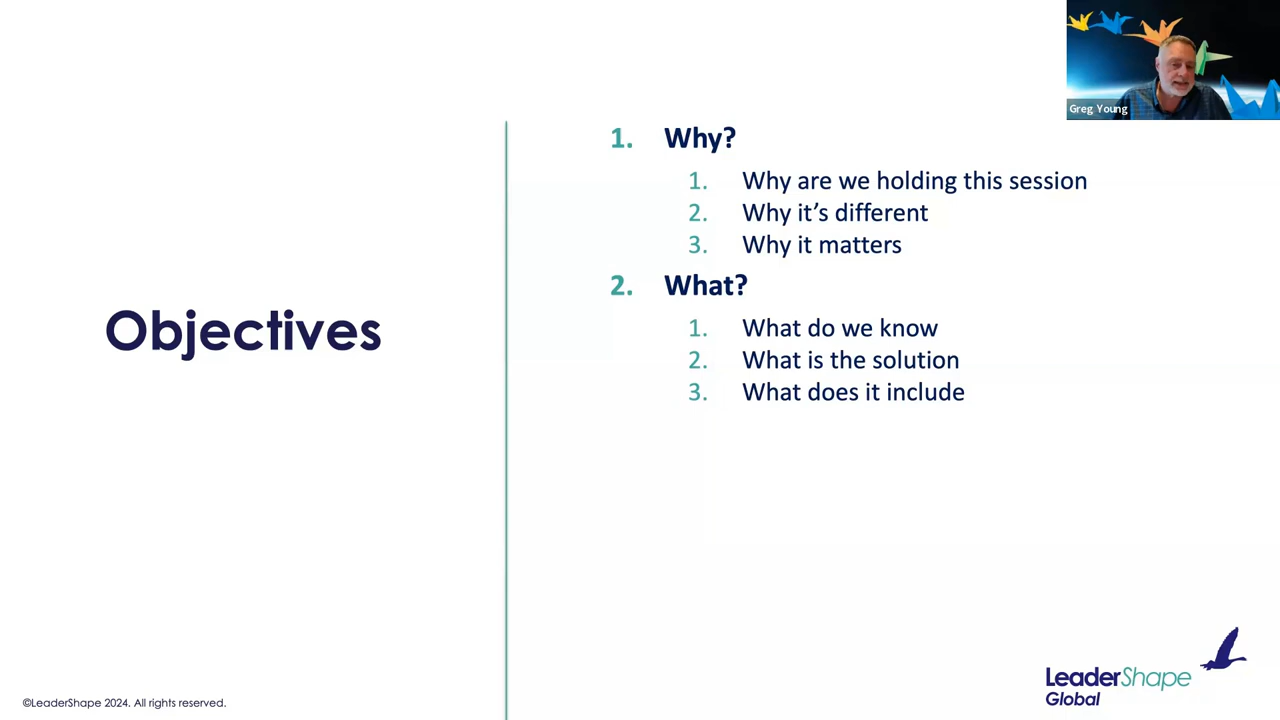 Greg Young
1. Why?
1. Why are we holding this session
2. Why it’s different
3. Why it matters
2. What?
1. What do we know
2. What is the solution
3. What does it include
Objectives
LeaderShape
Global
©LeaderShape 2024. All rights reserved.